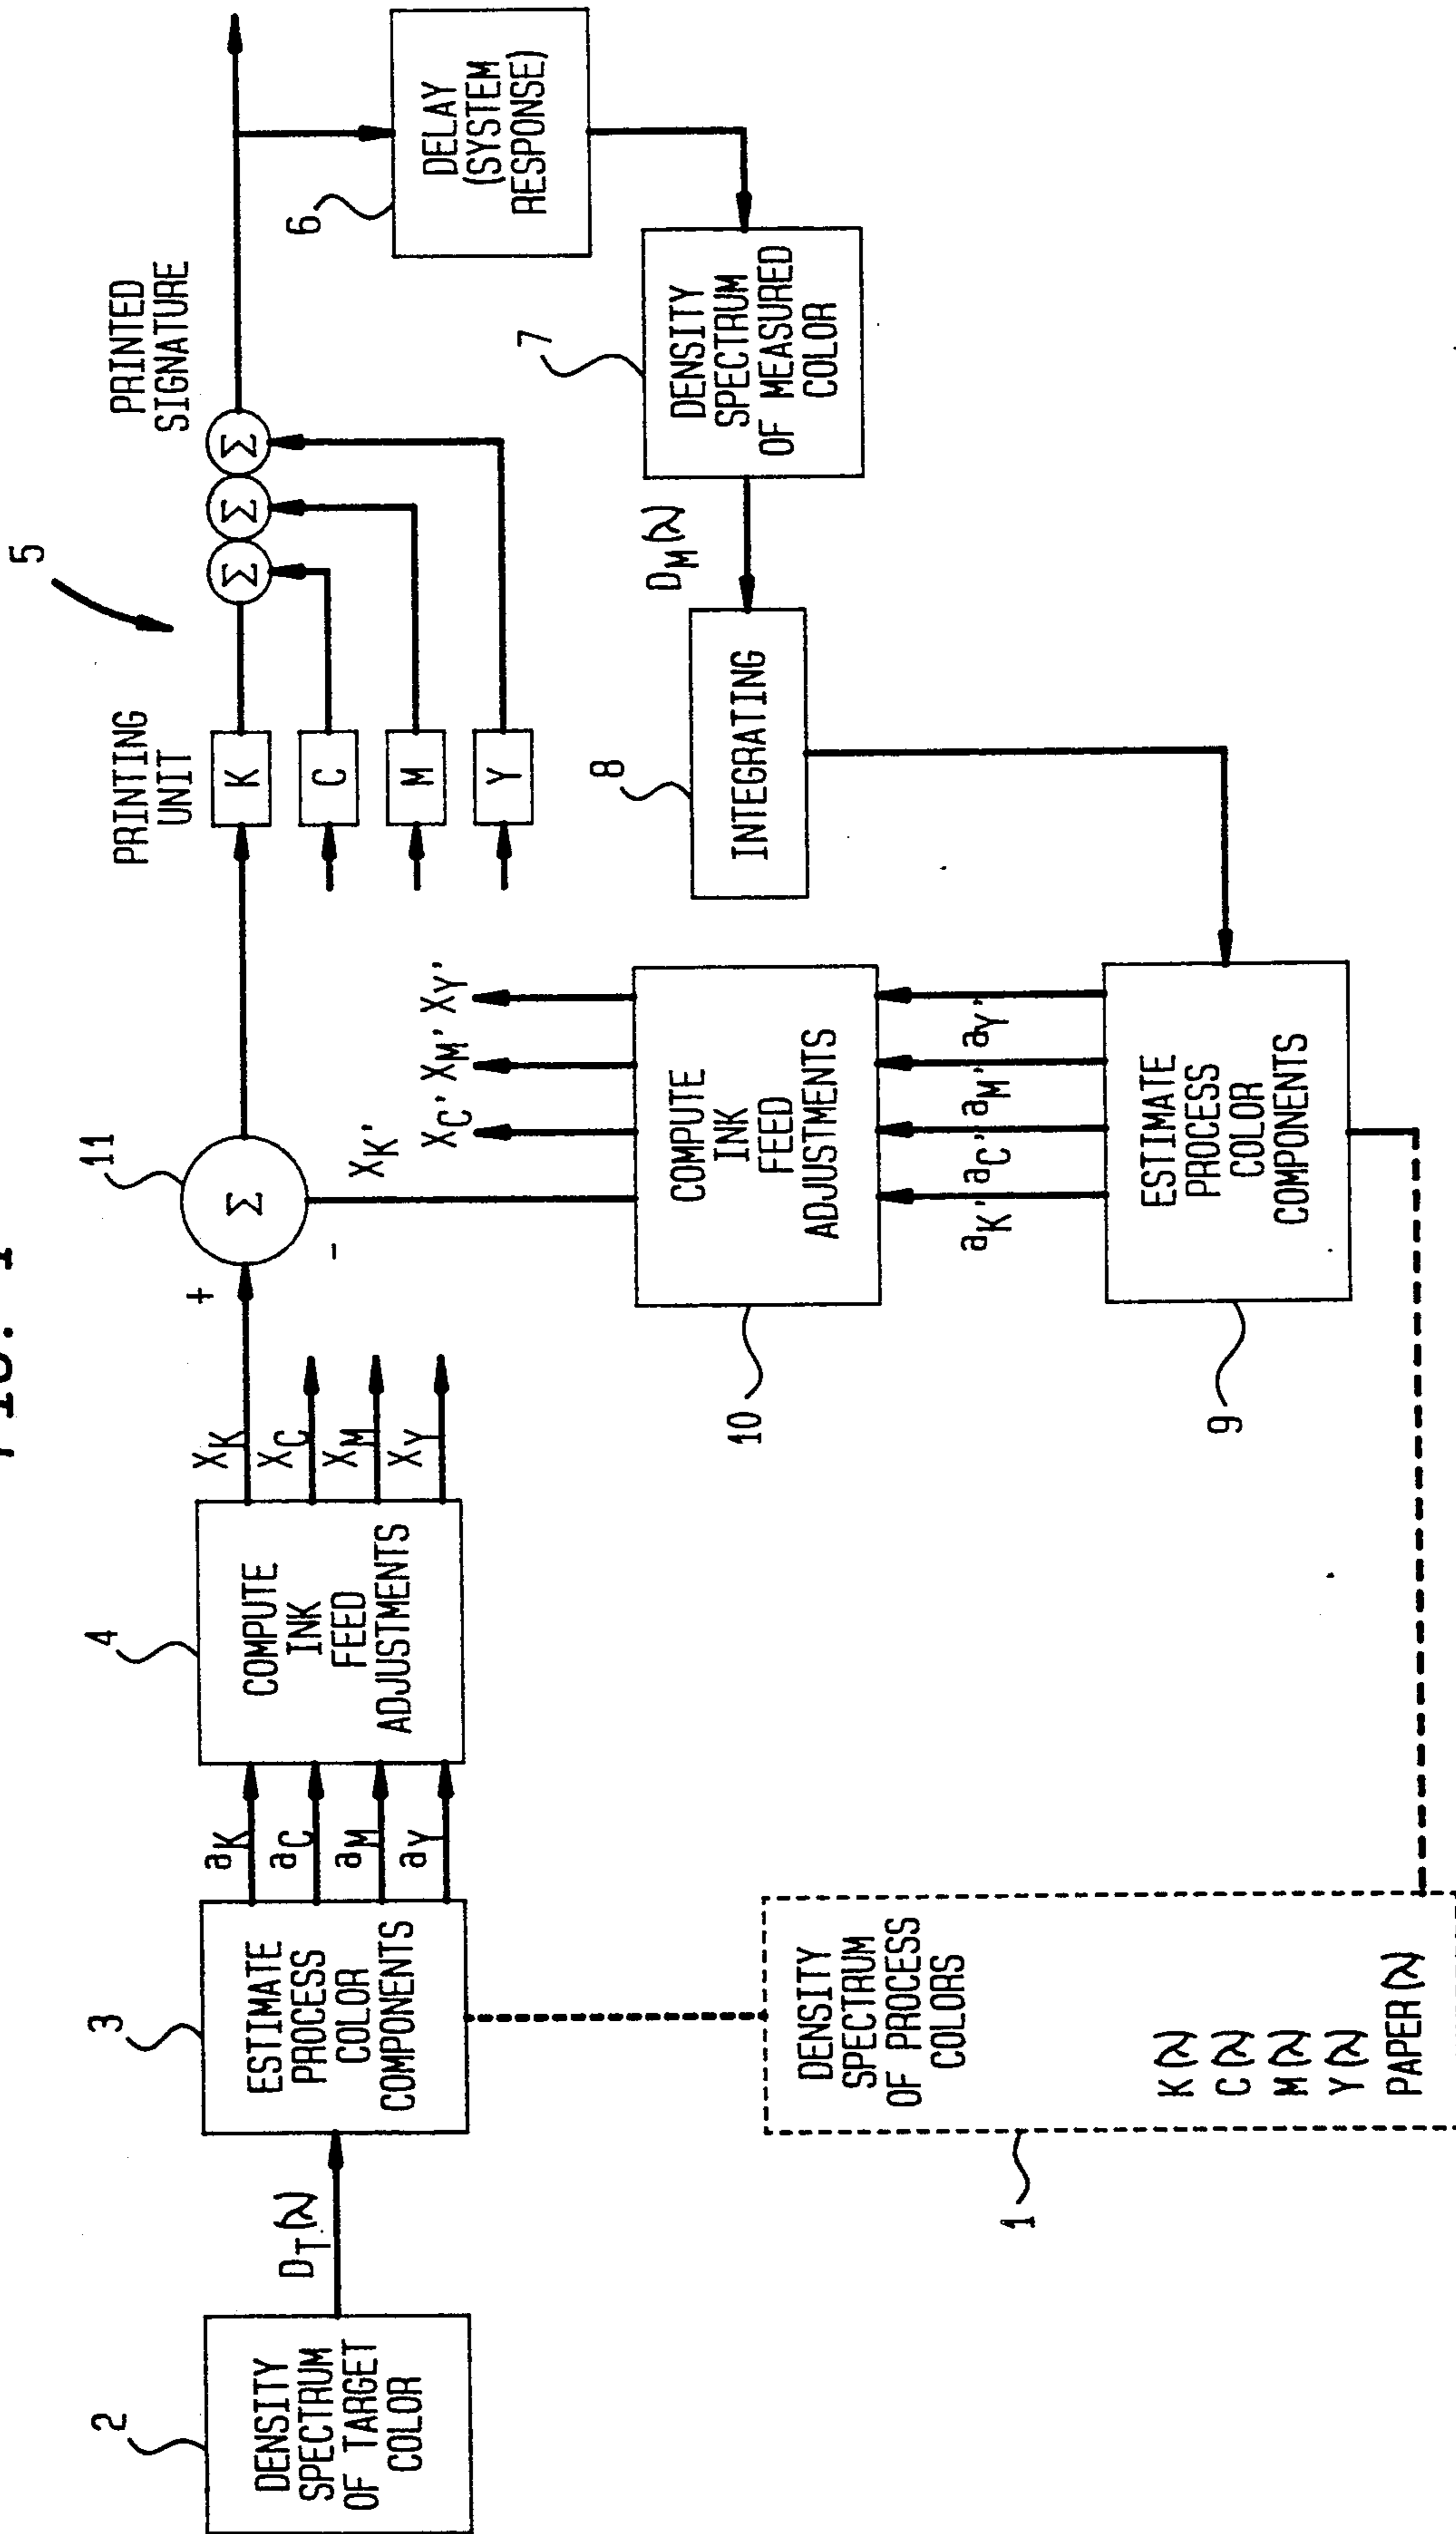 2
DENSITY
SPECTRUM
OF TARGET
COLOR
D_T(λ)
3
ESTIMATE
PROCESS
COLOR
COMPONENTS
a_K
a_C
a_M
a_Y
4
COMPUTE
INK
FEED
ADJUSTMENTS
X_K
X_C
X_M
X_Y
+
-
11
Σ
X_K'
X_C' X_M' X_Y'
PRINTING
UNIT
K
C
M
Y
5
Σ Σ Σ
PRINTED
SIGNATURE
6
DELAY
(SYSTEM
RESPONSE)
7
DENSITY
SPECTRUM
OF MEASURED
COLOR
D_M(λ)
8
INTEGRATING
10
COMPUTE
INK
FEED
ADJUSTMENTS
a_K' a_C' a_M' a_Y'
9
ESTIMATE
PROCESS
COLOR
COMPONENTS
1
DENSITY
SPECTRUM
OF PROCESS
COLORS
K(λ)
C(λ)
M(λ)
Y(λ)
PAPER(λ)